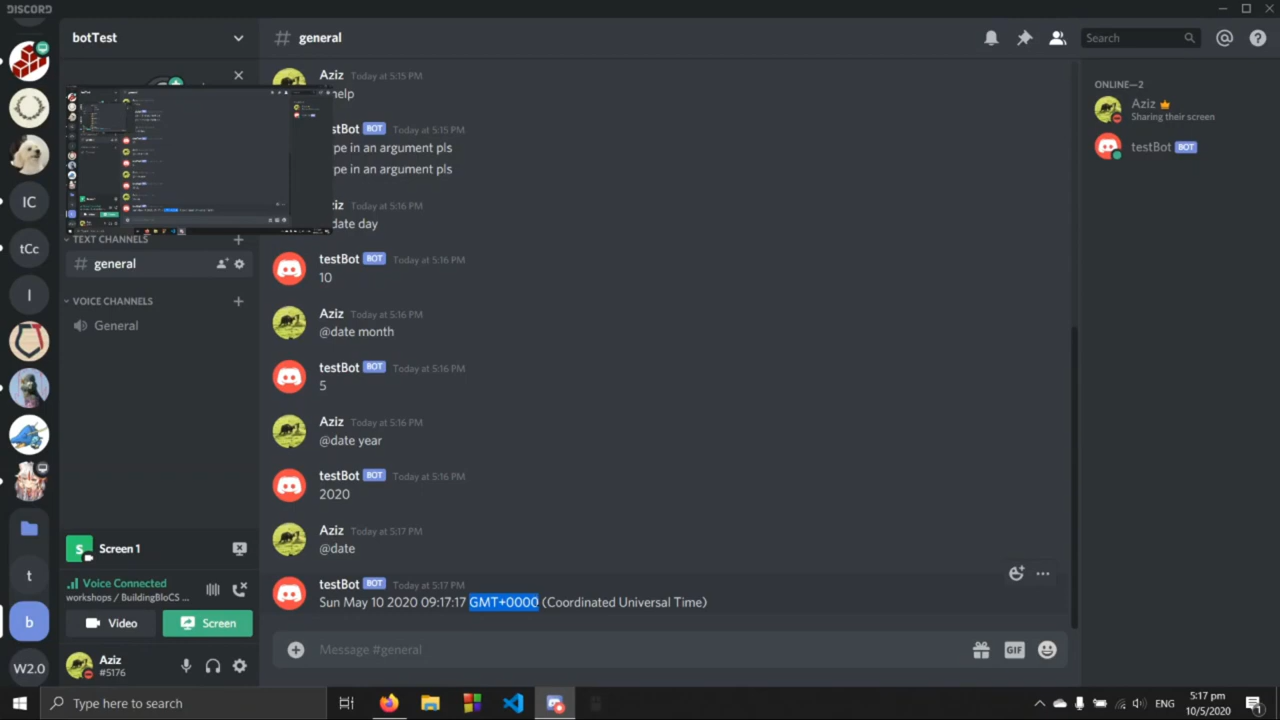 DISCORD
botTest
general
Search
Aziz Today at 5:15 PM
help
stBot BOT Today at 5:15 PM
pe in an argument pls
pe in an argument pls
ziz Today at 5:16 PM
date day
testBot BOT Today at 5:16 PM
10
Aziz Today at 5:16 PM
@date month
testBot BOT Today at 5:16 PM
5
Aziz Today at 5:16 PM
@date year
testBot BOT Today at 5:16 PM
2020
Aziz Today at 5:17 PM
@date
testBot BOT Today at 5:17 PM
Sun May 10 2020 09:17:17 GMT+0000 (Coordinated Universal Time)
Message #general
GIF
ONLINE—2
Aziz
Sharing their screen
testBot BOT
TEXT CHANNELS
# general
VOICE CHANNELS
General
S Screen 1
Voice Connected
workshops / BuildingBloCS ...
Video
Screen
Aziz
#5176
IC
tCc
I
t
b
W2.0
Type here to search
ENG
5:17 pm
10/5/2020
1